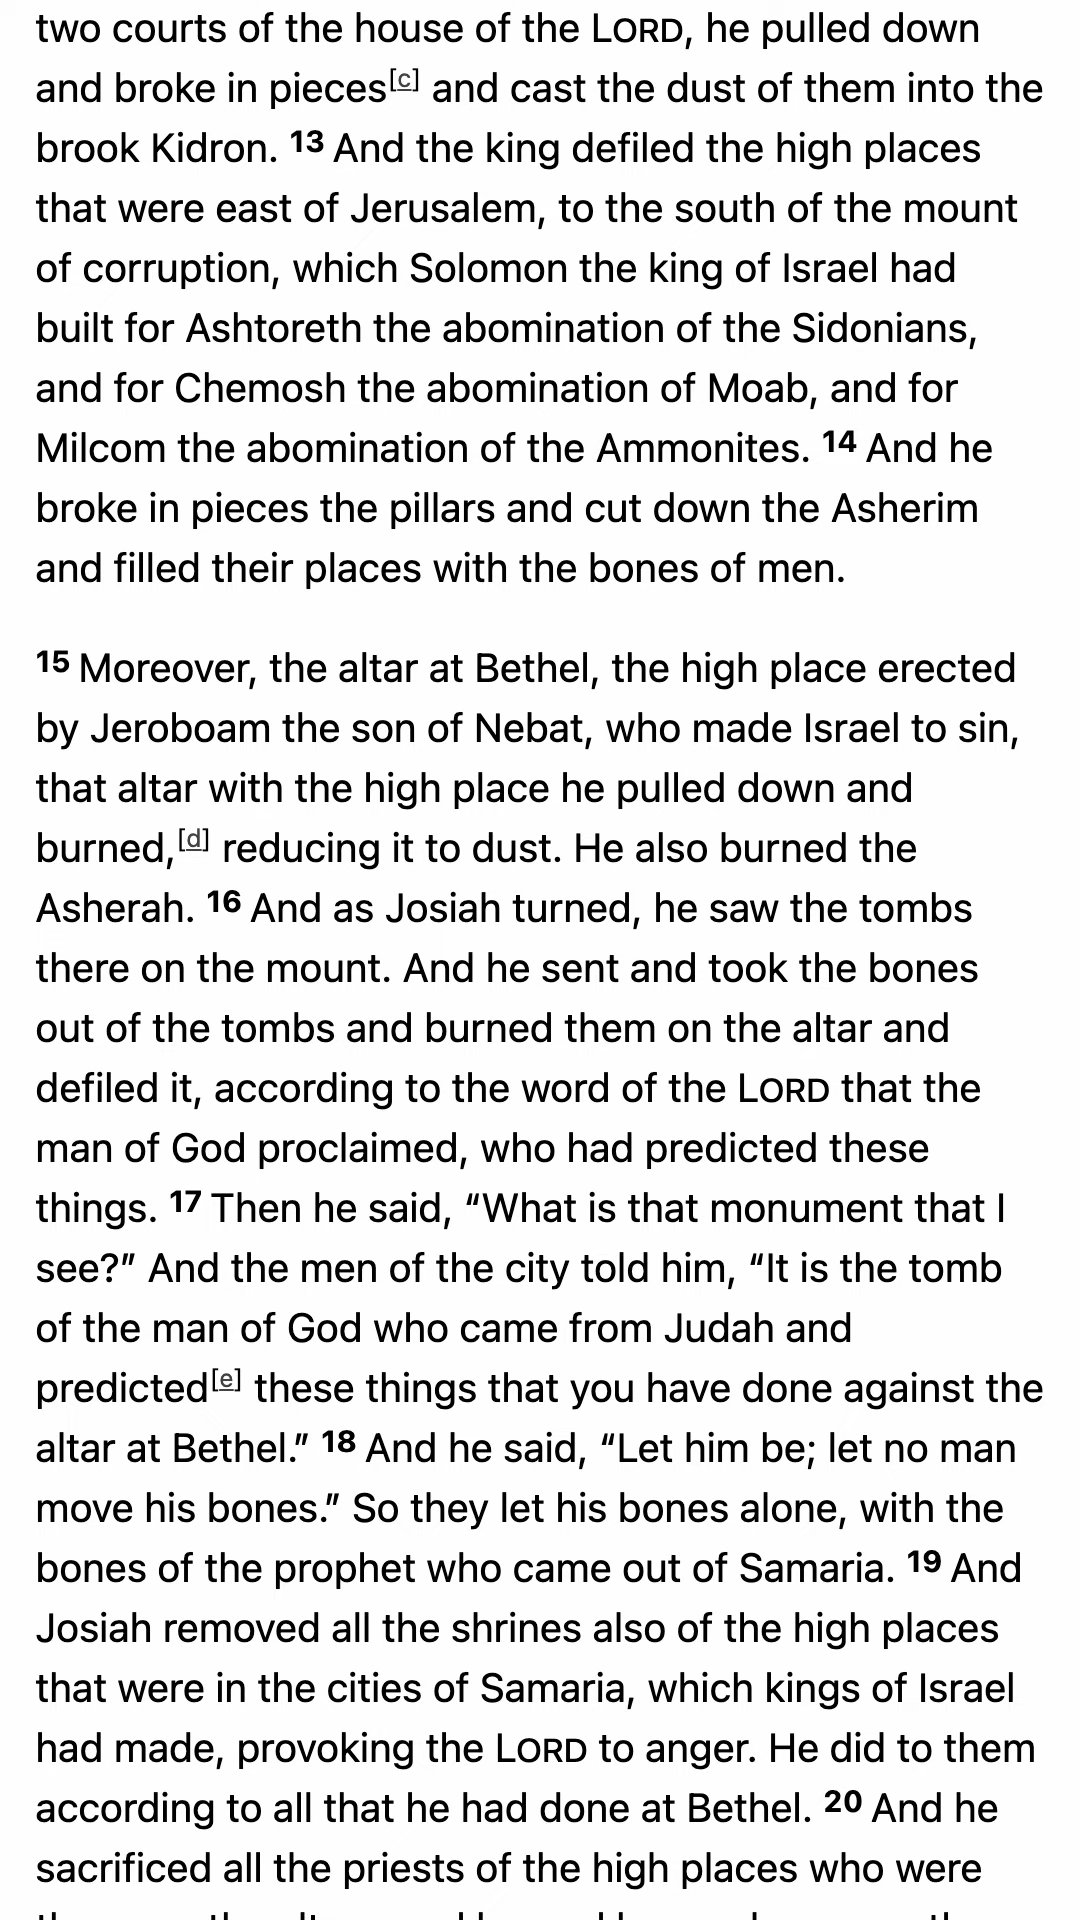 two courts of the house of the LORD, he pulled down
and broke in pieces[c] and cast the dust of them into the
brook Kidron. 13 And the king defiled the high places
that were east of Jerusalem, to the south of the mount
of corruption, which Solomon the king of Israel had
built for Ashtoreth the abomination of the Sidonians,
and for Chemosh the abomination of Moab, and for
Milcom the abomination of the Ammonites. 14 And he
broke in pieces the pillars and cut down the Asherim
and filled their places with the bones of men.
15 Moreover, the altar at Bethel, the high place erected
by Jeroboam the son of Nebat, who made Israel to sin,
that altar with the high place he pulled down and
burned,[d] reducing it to dust. He also burned the
Asherah. 16 And as Josiah turned, he saw the tombs
there on the mount. And he sent and took the bones
out of the tombs and burned them on the altar and
defiled it, according to the word of the LORD that the
man of God proclaimed, who had predicted these
things. 17 Then he said, “What is that monument that I
see?” And the men of the city told him, “It is the tomb
of the man of God who came from Judah and
predicted[e] these things that you have done against the
altar at Bethel.” 18 And he said, “Let him be; let no man
move his bones.” So they let his bones alone, with the
bones of the prophet who came out of Samaria. 19 And
Josiah removed all the shrines also of the high places
that were in the cities of Samaria, which kings of Israel
had made, provoking the LORD to anger. He did to them
according to all that he had done at Bethel. 20 And he
sacrificed all the priests of the high places who were